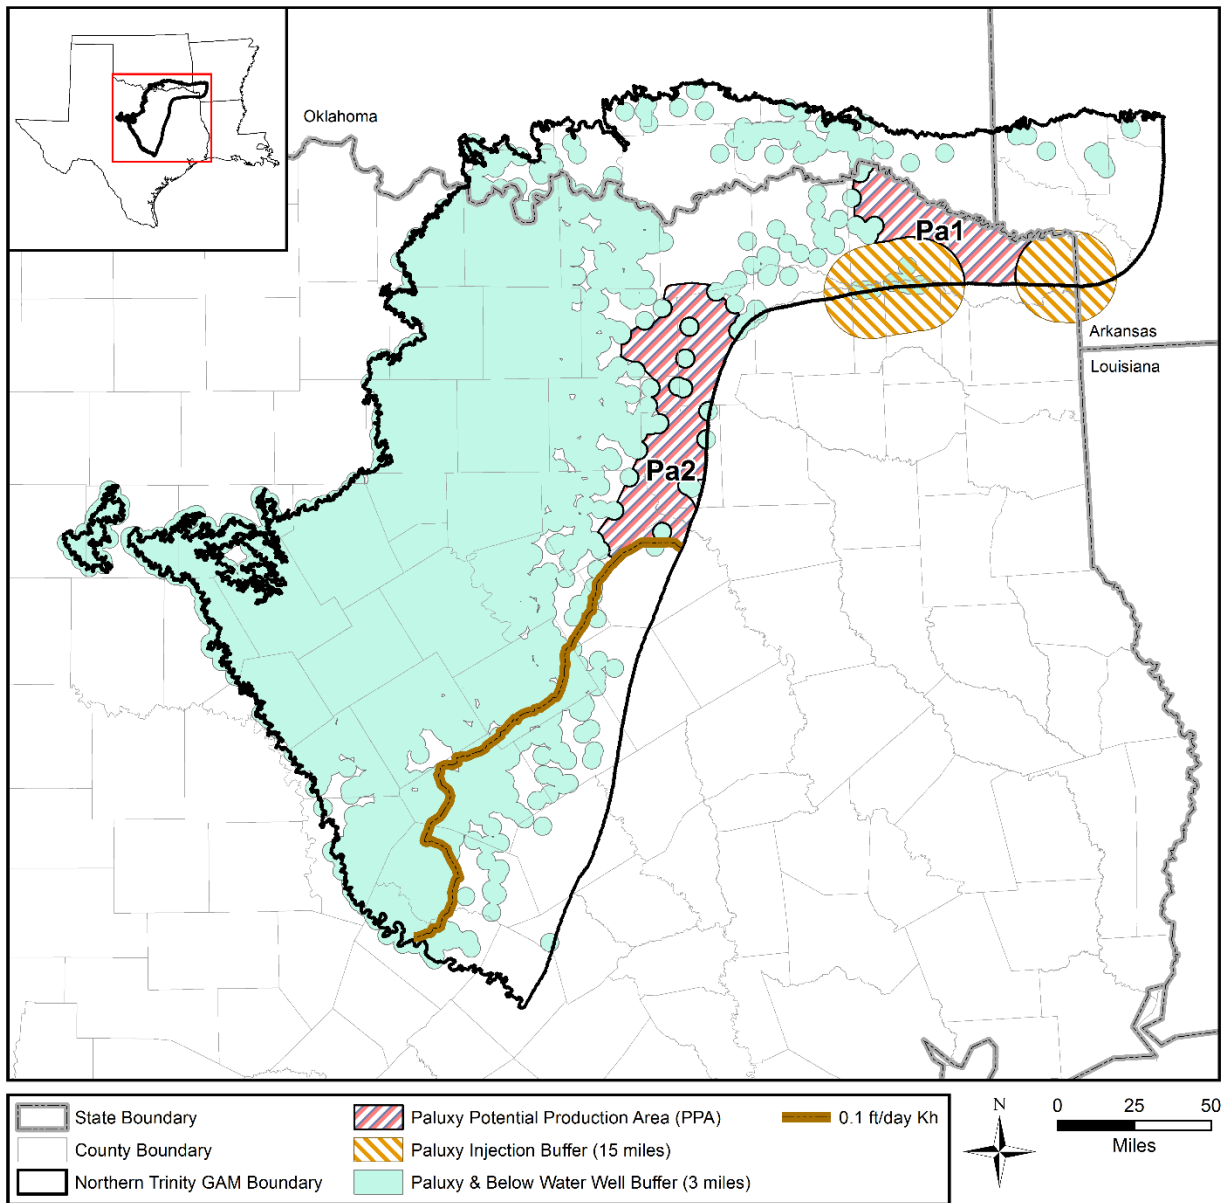 Oklahoma
Pa1
Arkansas
Louisiana
Pa2
State Boundary
County Boundary
Northern Trinity GAM Boundary
Paluxy Potential Production Area (PPA)
Paluxy Injection Buffer (15 miles)
Paluxy & Below Water Well Buffer (3 miles)
0.1 ft/day Kh
N
0 25 50
Miles